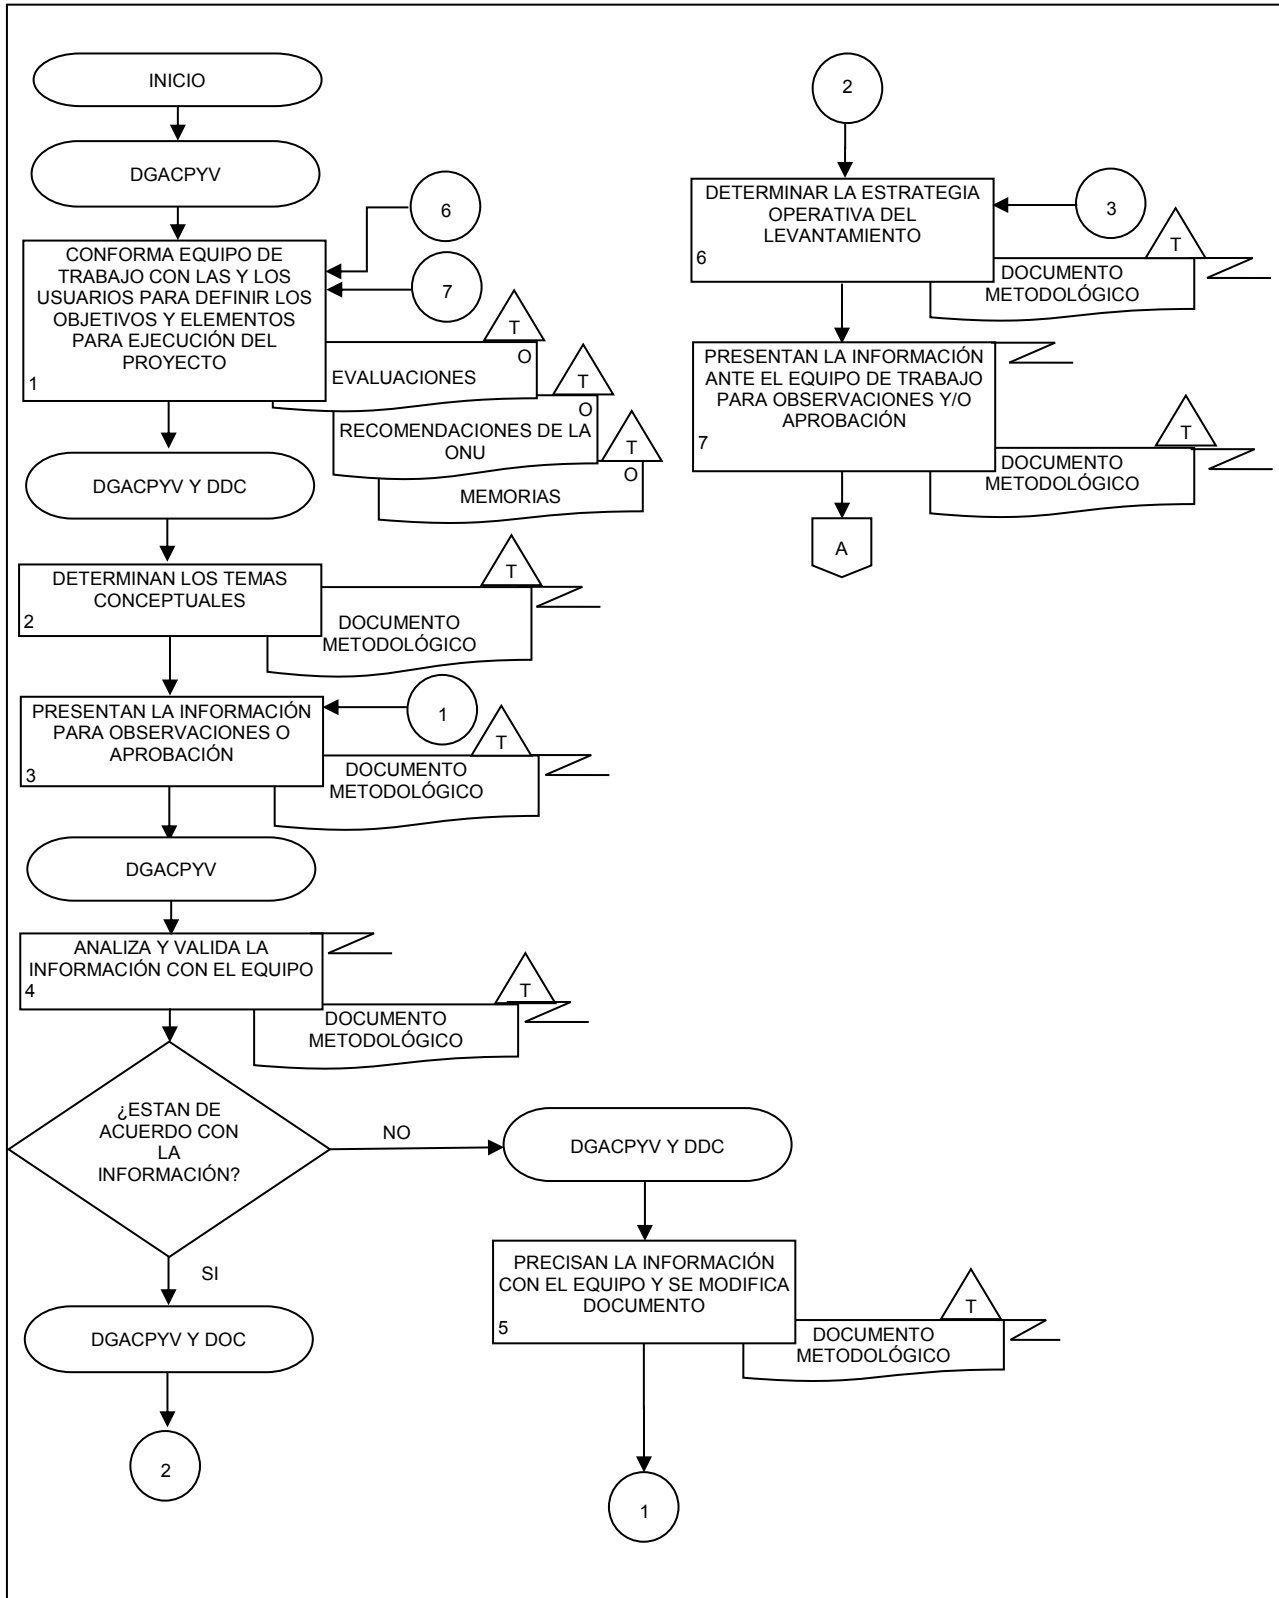 INICIO
DGACPYV
6
7
CONFORMA EQUIPO DE
TRABAJO CON LAS Y LOS
USUARIOS PARA DEFINIR LOS
OBJETIVOS Y ELEMENTOS
PARA EJECUCIÓN DEL
PROYECTO
1
T
O
EVALUACIONES
T
O
RECOMENDACIONES DE LA
ONU
T
O
MEMORIAS
DGACPYV Y DDC
DETERMINAN LOS TEMAS
CONCEPTUALES
2
T
DOCUMENTO
METODOLÓGICO
PRESENTAN LA INFORMACIÓN
PARA OBSERVACIONES O
APROBACIÓN
3
1
T
DOCUMENTO
METODOLÓGICO
DGACPYV
ANALIZA Y VALIDA LA
INFORMACIÓN CON EL EQUIPO
4
T
DOCUMENTO
METODOLÓGICO
¿ESTAN DE
ACUERDO CON
LA
INFORMACIÓN?
NO
DGACPYV Y DDC
PRECISAN LA INFORMACIÓN
CON EL EQUIPO Y SE MODIFICA
DOCUMENTO
5
T
DOCUMENTO
METODOLÓGICO
1
SI
DGACPYV Y DOC
2
2
DETERMINAR LA ESTRATEGIA
OPERATIVA DEL
LEVANTAMIENTO
6
3
T
DOCUMENTO
METODOLÓGICO
PRESENTAN LA INFORMACIÓN
ANTE EL EQUIPO DE TRABAJO
PARA OBSERVACIONES Y/O
APROBACIÓN
7
T
DOCUMENTO
METODOLÓGICO
A